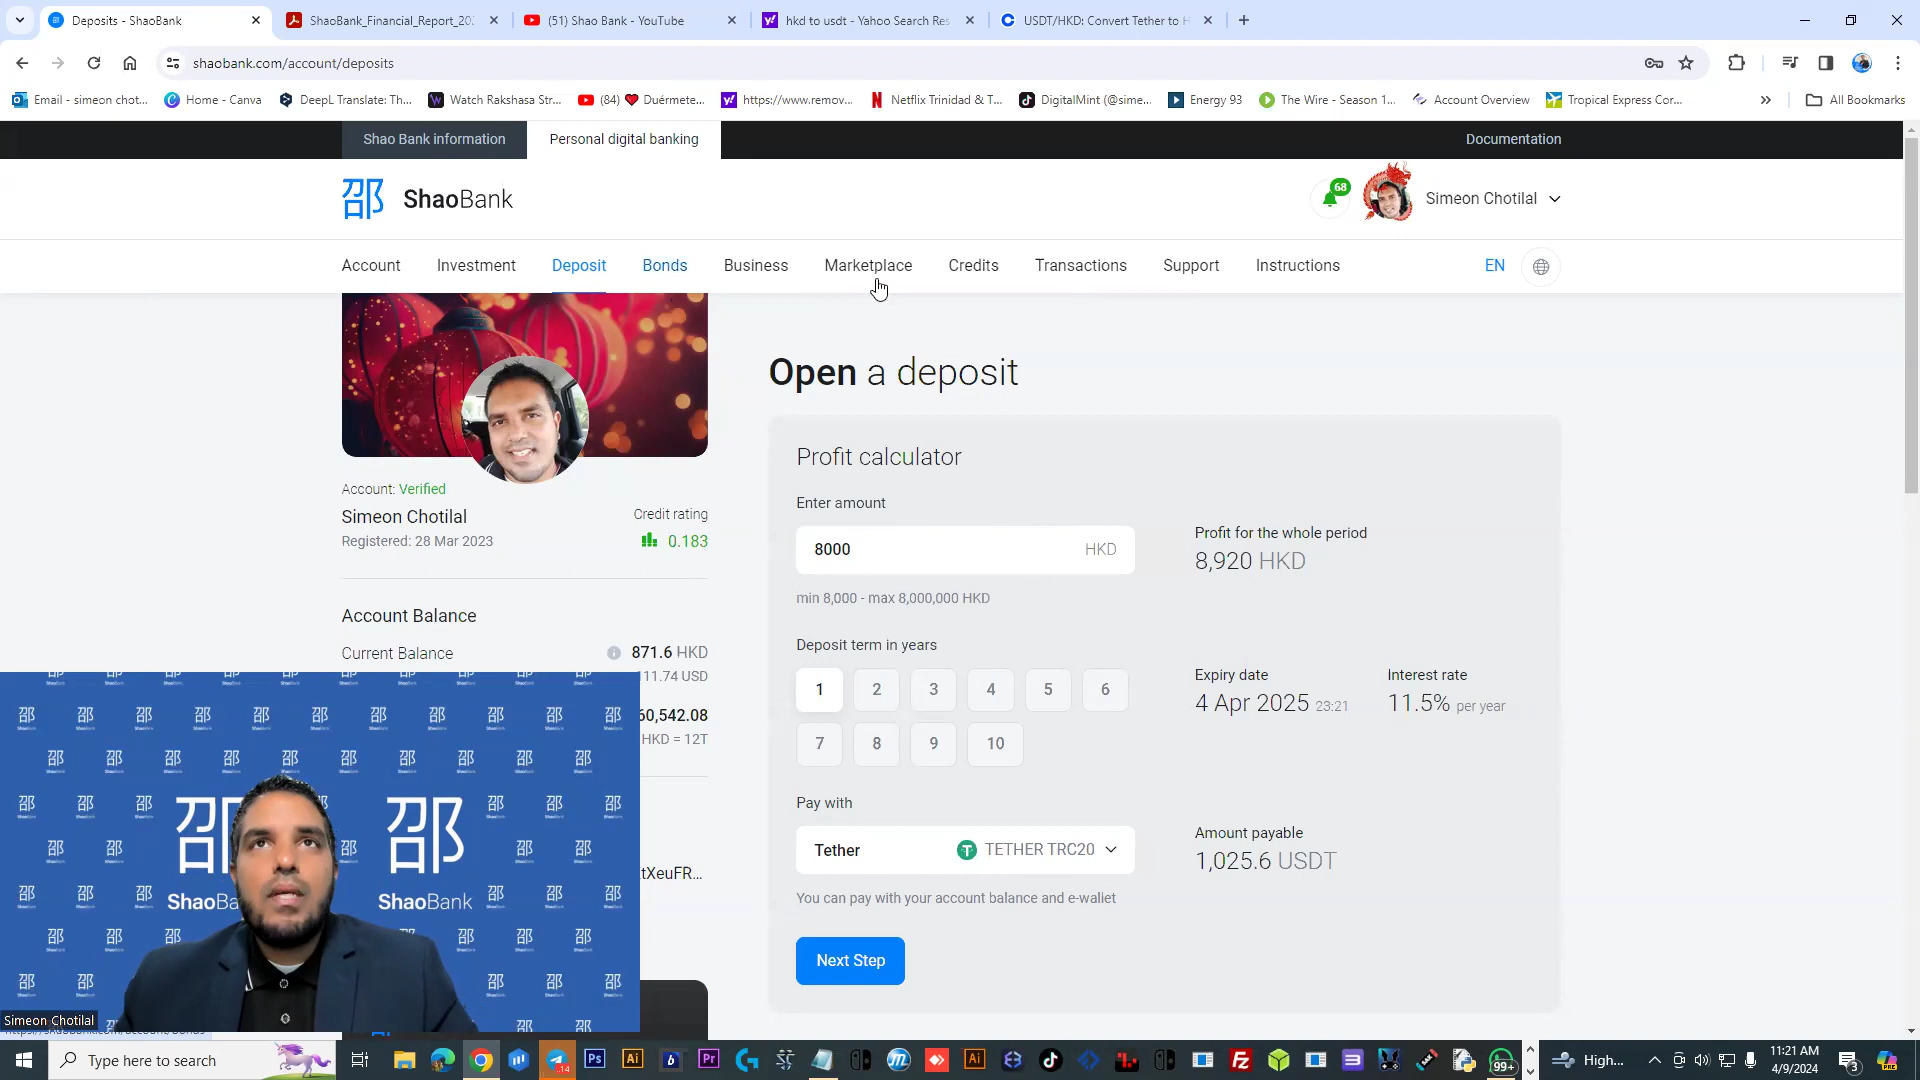 Deposits - ShaoBank
ShaoBank_Financial_Report_20
(51) Shao Bank - YouTube
hkd to usdt - Yahoo Search Res
USDT/HKD: Convert Tether to H
shaobank.com/account/deposits
Email - simeon chot...
Home - Canva
DeepL Translate: Th...
Watch Rakshasa Str...
(84) ❤ Duérmete...
https://www.remov...
Netflix Trinidad & T...
DigitalMint (@sime...
Energy 93
The Wire - Season 1...
Account Overview
Tropical Express Cor...
All Bookmarks
Shao Bank information
Personal digital banking
Documentation
邵 ShaoBank
68
Simeon Chotilal
Account
Investment
Deposit
Bonds
Business
Marketplace
Credits
Transactions
Support
Instructions
EN
Open a deposit
Account: Verified
Simeon Chotilal
Credit rating
Registered: 28 Mar 2023
0.183
Account Balance
Current Balance
871.6 HKD
111.74 USD
60,542.08
HKD = 12T
tXeuFR...
Profit calculator
Enter amount
8000 HKD
min 8,000 - max 8,000,000 HKD
Profit for the whole period
8,920 HKD
Deposit term in years
1 2 3 4 5 6
7 8 9 10
Expiry date
4 Apr 2025 23:21
Interest rate
11.5% per year
Pay with
Tether TETHER TRC20
You can pay with your account balance and e-wallet
Amount payable
1,025.6 USDT
Next Step
邵 邵
ShaoBa ShaoBank
Simeon Chotilal
Type here to search
14
99+
High...
11:21 AM
4/9/2024
3